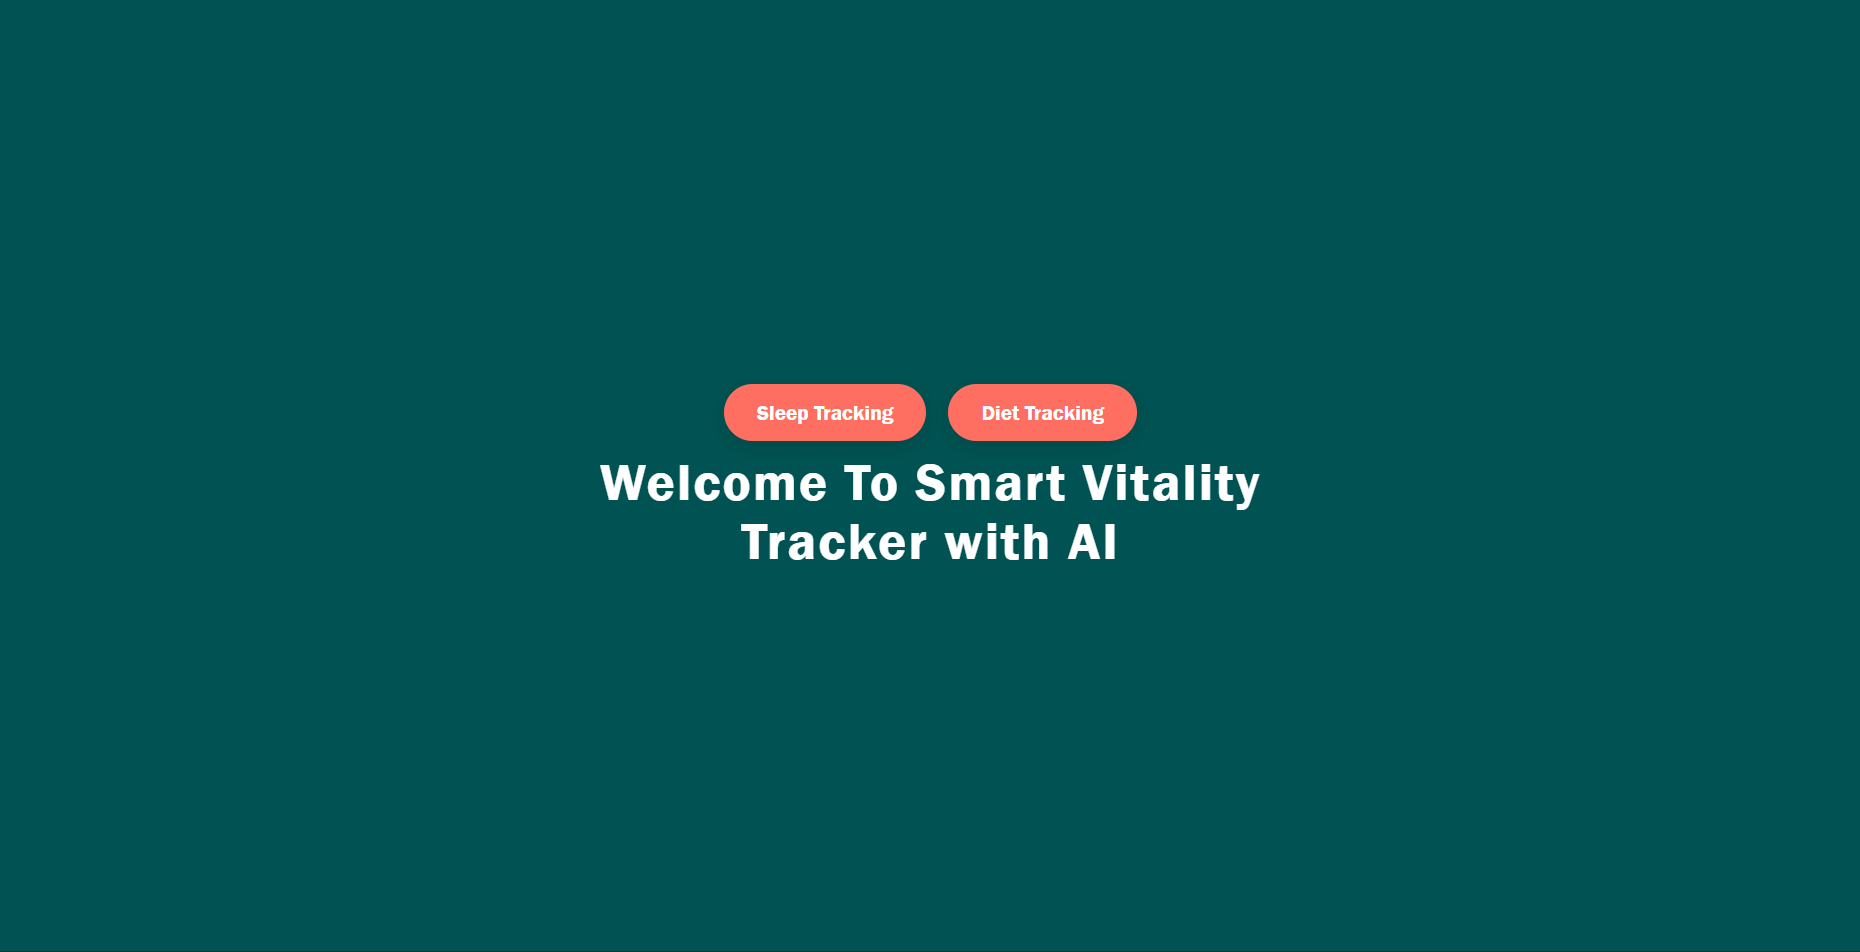 Sleep Tracking
Diet Tracking
Welcome To Smart Vitality
Tracker with AI